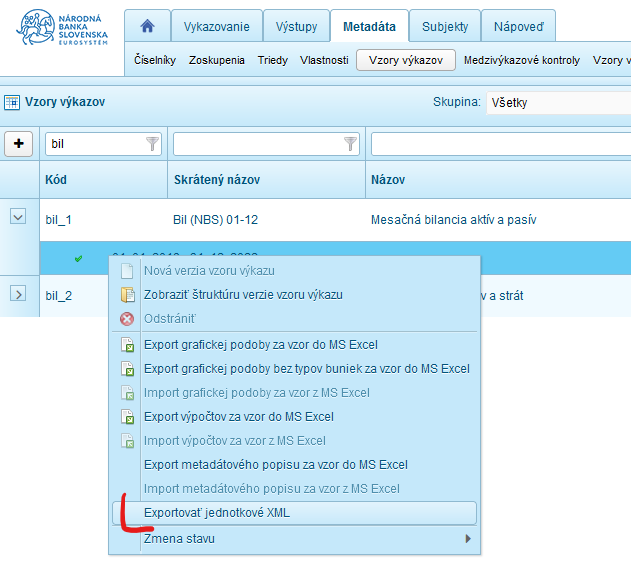 NÁRODNÁ
BANKA
SLOVENSKA
EUROSYSTÉM
Vykazovanie Výstupy Metadáta Subjekty Nápoveď
Číselníky Zoskupenia Triedy Vlastnosti Vzory výkazov Medzivýkazové kontroly Vzory v
Vzory výkazov Skupina: Všetky
+ bil
Kód Skrátený názov Názov
bil_1 Bil (NBS) 01-12 Mesačná bilancia aktív a pasív
bil_2 v a strát
Nová verzia vzoru výkazu
Zobraziť štruktúru verzie vzoru výkazu
Odstrániť
Export grafickej podoby za vzor do MS Excel
Export grafickej podoby bez typov buniek za vzor do MS Excel
Import grafickej podoby za vzor z MS Excel
Export výpočtov za vzor do MS Excel
Import výpočtov za vzor z MS Excel
Export metadátového popisu za vzor do MS Excel
Import metadátového popisu za vzor z MS Excel
Exportovať jednotkové XML
Zmena stavu